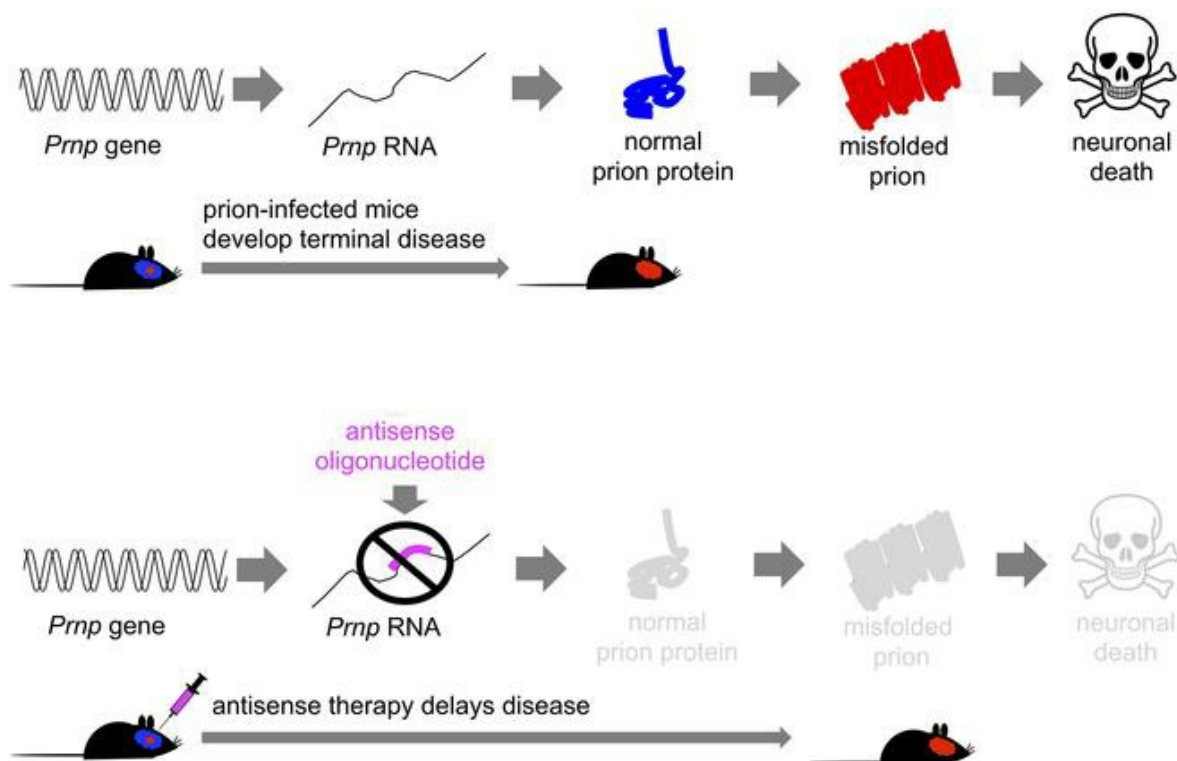 Prnp gene
Prnp RNA
normal
prion protein
misfolded
prion
neuronal
death
prion-infected mice
develop terminal disease
antisense
oligonucleotide
Prnp gene
Prnp RNA
normal
prion protein
misfolded
prion
neuronal
death
antisense therapy delays disease